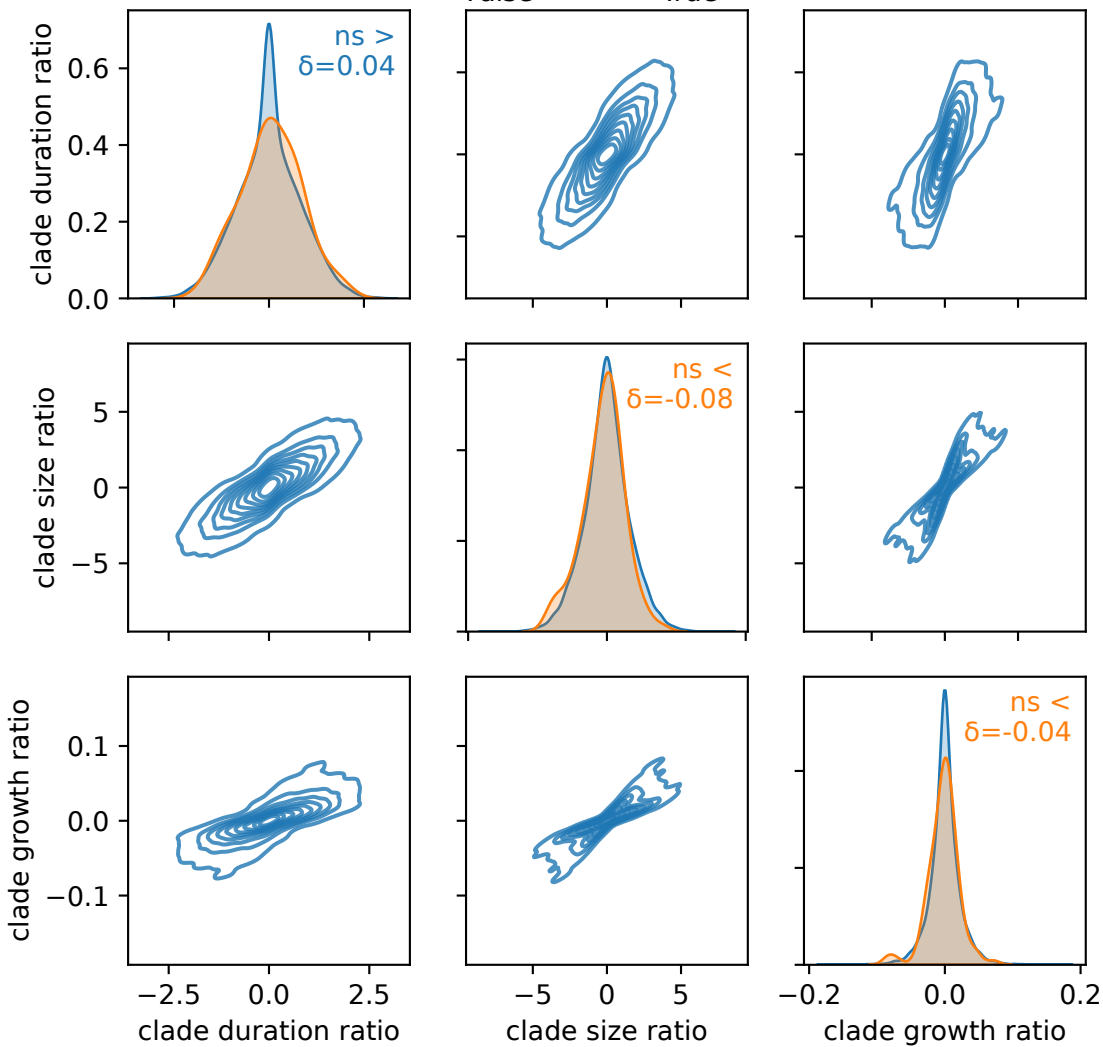 clade duration ratio
0.6
0.4
0.2
0.0
ns >
δ=0.04
clade size ratio
5
0
−5
ns <
δ=-0.08
clade growth ratio
0.1
0.0
−0.1
ns <
δ=-0.04
−2.5 0.0 2.5
clade duration ratio
−5 0 5
clade size ratio
−0.2 0.0 0.2
clade growth ratio